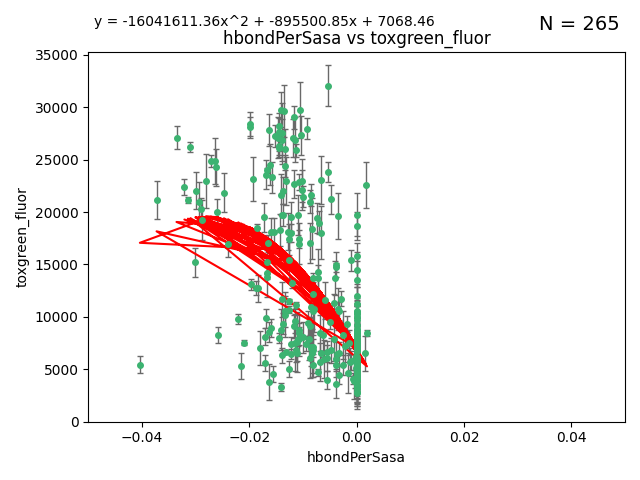 y = -16041611.36x^2 + -895500.85x + 7068.46
N = 265
hbondPerSasa vs toxgreen_fluor
35000
30000
25000
20000
15000
10000
5000
0
toxgreen_fluor
−0.04
−0.02
0.00
0.02
0.04
hbondPerSasa